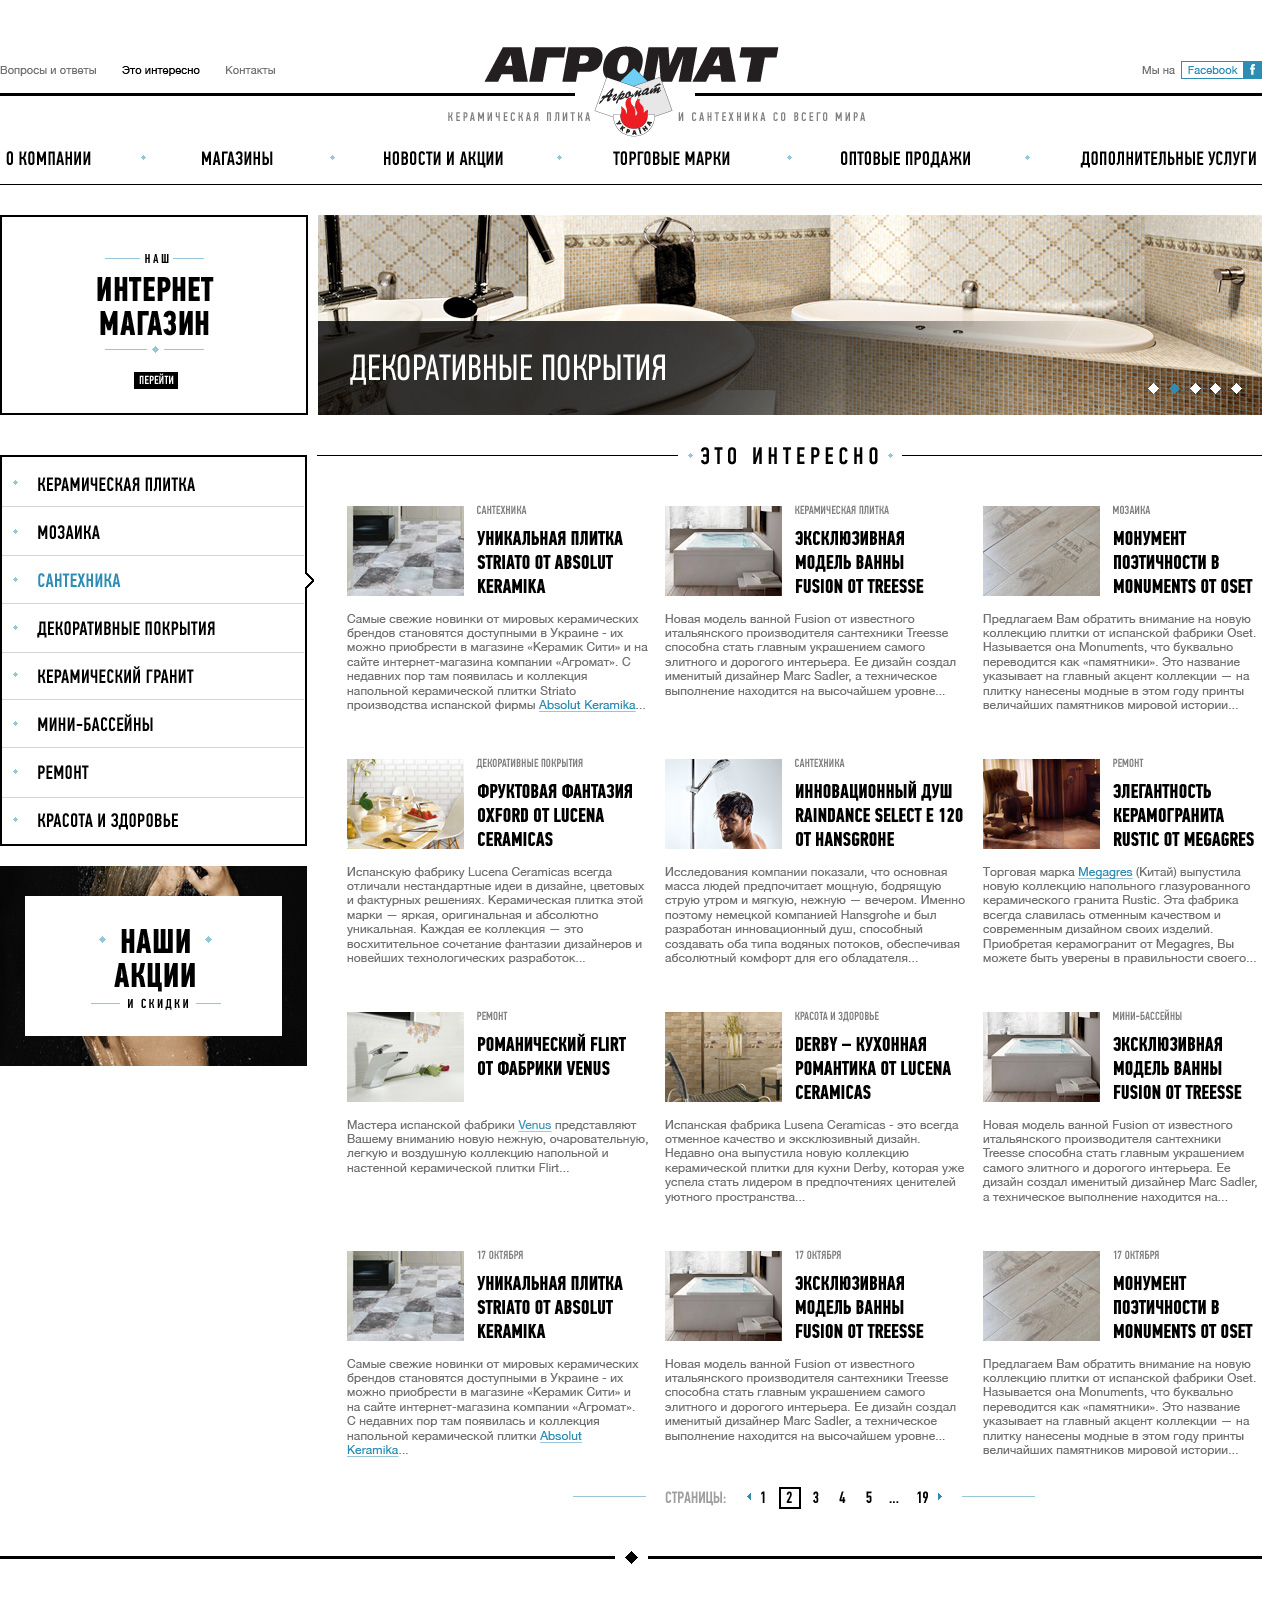 Вопросы и ответы
Это интересно
Контакты
АГРОМАТ
Мы на Facebook f
Агромат
УКРАЇНА
КЕРАМИЧЕСКАЯ ПЛИТКА И САНТЕХНИКА СО ВСЕГО МИРА
О КОМПАНИИ
МАГАЗИНЫ
НОВОСТИ И АКЦИИ
ТОРГОВЫЕ МАРКИ
ОПТОВЫЕ ПРОДАЖИ
ДОПОЛНИТЕЛЬНЫЕ УСЛУГИ
НАШ
ИНТЕРНЕТ
МАГАЗИН
ПЕРЕЙТИ
ДЕКОРАТИВНЫЕ ПОКРЫТИЯ
КЕРАМИЧЕСКАЯ ПЛИТКА
МОЗАИКА
САНТЕХНИКА
ДЕКОРАТИВНЫЕ ПОКРЫТИЯ
КЕРАМИЧЕСКИЙ ГРАНИТ
МИНИ-БАССЕЙНЫ
РЕМОНТ
КРАСОТА И ЗДОРОВЬЕ
НАШИ
АКЦИИ
И СКИДКИ
ЭТО ИНТЕРЕСНО
САНТЕХНИКА
УНИКАЛЬНАЯ ПЛИТКА
STRIATO ОТ ABSOLUT
KERAMIKA
Самые свежие новинки от мировых керамических
брендов становятся доступными в Украине - их
можно приобрести в магазине «Керамик Сити» и на
сайте интернет-магазина компании «Агромат». С
недавних пор там появилась и коллекция
напольной керамической плитки Striato
производства испанской фирмы Absolut Keramika...
КЕРАМИЧЕСКАЯ ПЛИТКА
ЭКСКЛЮЗИВНАЯ
МОДЕЛЬ ВАННЫ
FUSION ОТ TREESSE
Новая модель ванной Fusion от известного
итальянского производителя сантехники Treesse
способна стать главным украшением самого
элитного и дорогого интерьера. Ее дизайн создал
именитый дизайнер Marc Sadler, а техническое
выполнение находится на высочайшем уровне...
МОЗАИКА
МОНУМЕНТ
ПОЭТИЧНОСТИ В
MONUMENTS ОТ OSET
Предлагаем Вам обратить внимание на новую
коллекцию плитки от испанской фабрики Oset.
Называется она Monuments, что буквально
переводится как «памятники». Это название
указывает на главный акцент коллекции — на
плитку нанесены модные в этом году принты
величайших памятников мировой истории...
ДЕКОРАТИВНЫЕ ПОКРЫТИЯ
ФРУКТОВАЯ ФАНТАЗИЯ
OXFORD ОТ LUCENA
CERAMICAS
Испанскую фабрику Lucena Ceramicas всегда
отличали нестандартные идеи в дизайне, цветовых
и фактурных решениях. Керамическая плитка этой
марки — яркая, оригинальная и абсолютно
уникальная. Каждая ее коллекция — это
восхитительное сочетание фантазии дизайнеров и
новейших технологических разработок...
САНТЕХНИКА
ИННОВАЦИОННЫЙ ДУШ
RAINDANCE SELECT E 120
ОТ HANSGROHE
Исследования компании показали, что основная
масса людей предпочитает мощную, бодрящую
струю утром и мягкую, нежную — вечером. Именно
поэтому немецкой компанией Hansgrohe и был
разработан инновационный душ, способный
создавать оба типа водяных потоков, обеспечивая
абсолютный комфорт для его обладателя...
РЕМОНТ
ЭЛЕГАНТНОСТЬ
КЕРАМОГРАНИТА
RUSTIC ОТ MEGAGRES
Торговая марка Megagres (Китай) выпустила
новую коллекцию напольного глазурованного
керамического гранита Rustic. Эта фабрика
всегда славилась отменным качеством и
современным дизайном своих изделий.
Приобретая керамогранит от Megagres, Вы
можете быть уверены в правильности своего...
РЕМОНТ
РОМАНИЧЕСКИЙ FLIRT
ОТ ФАБРИКИ VENUS
Мастера испанской фабрики Venus представляют
Вашему вниманию новую нежную, очаровательную,
легкую и воздушную коллекцию напольной и
настенной керамической плитки Flirt...
КРАСОТА И ЗДОРОВЬЕ
DERBY – КУХОННАЯ
РОМАНТИКА ОТ LUCENA
CERAMICAS
Испанская фабрика Lusena Ceramicas - это всегда
отменное качество и эксклюзивный дизайн.
Недавно она выпустила новую коллекцию
керамической плитки для кухни Derby, которая уже
успела стать лидером в предпочтениях ценителей
уютного пространства...
МИНИ-БАССЕЙНЫ
ЭКСКЛЮЗИВНАЯ
МОДЕЛЬ ВАННЫ
FUSION ОТ TREESSE
Новая модель ванной Fusion от известного
итальянского производителя сантехники
Treesse способна стать главным украшением
самого элитного и дорогого интерьера. Ее
дизайн создал именитый дизайнер Marc Sadler,
а техническое выполнение находится на...
17 ОКТЯБРЯ
УНИКАЛЬНАЯ ПЛИТКА
STRIATO ОТ ABSOLUT
KERAMIKA
Самые свежие новинки от мировых керамических
брендов становятся доступными в Украине - их
можно приобрести в магазине «Керамик Сити» и
на сайте интернет-магазина компании «Агромат».
С недавних пор там появилась и коллекция
напольной керамической плитки Absolut
Keramika...
17 ОКТЯБРЯ
ЭКСКЛЮЗИВНАЯ
МОДЕЛЬ ВАННЫ
FUSION ОТ TREESSE
Новая модель ванной Fusion от известного
итальянского производителя сантехники Treesse
способна стать главным украшением самого
элитного и дорогого интерьера. Ее дизайн создал
именитый дизайнер Marc Sadler, а техническое
выполнение находится на высочайшем уровне...
17 ОКТЯБРЯ
МОНУМЕНТ
ПОЭТИЧНОСТИ В
MONUMENTS ОТ OSET
Предлагаем Вам обратить внимание на новую
коллекцию плитки от испанской фабрики Oset.
Называется она Monuments, что буквально
переводится как «памятники». Это название
указывает на главный акцент коллекции — на
плитку нанесены модные в этом году принты
величайших памятников мировой истории...
СТРАНИЦЫ: 1 2 3 4 5 ... 19